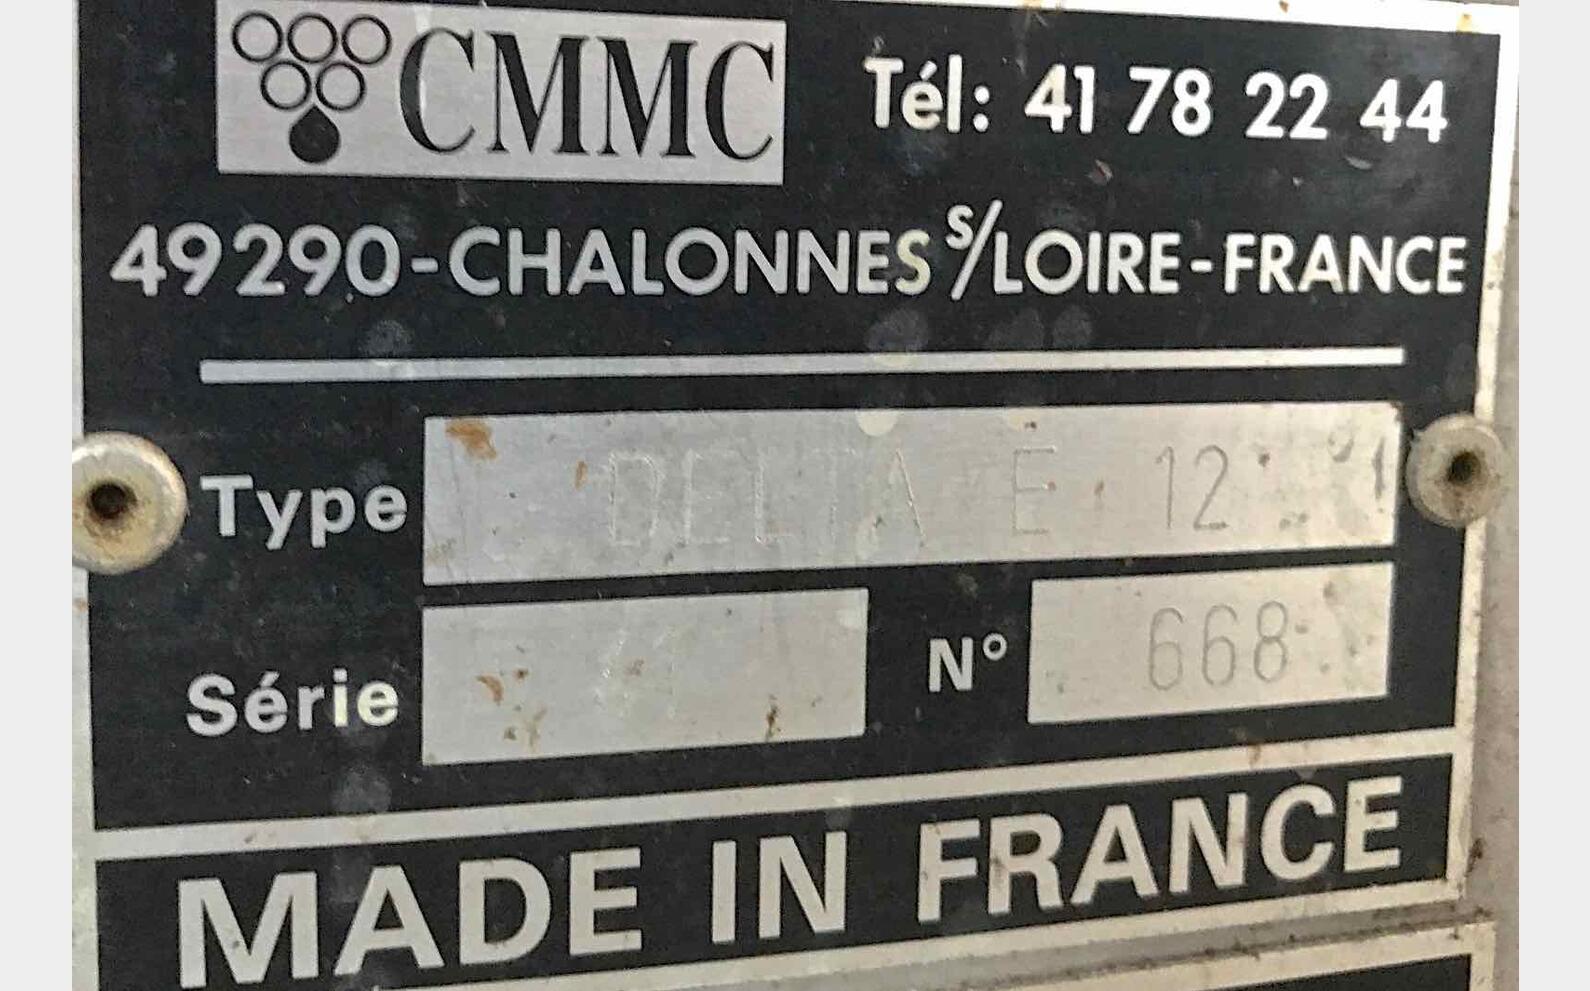 CMMC Tél: 41 78 22 44
49290-CHALONNES S/LOIRE-FRANCE
Type DELTA E 12
Série N° 668
MADE IN FRANCE